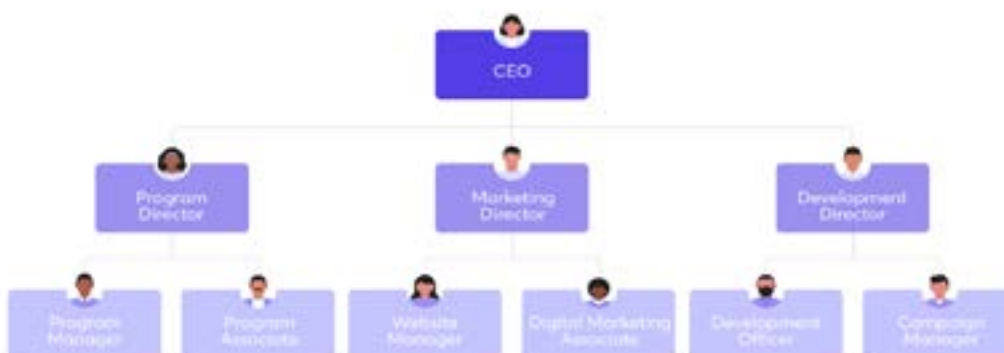 CEO
Program
Director
Marketing
Director
Development
Director
Program
Manager
Program
Associate
Website
Manager
Digital Marketing
Associate
Development
Officer
Campaign
Manager